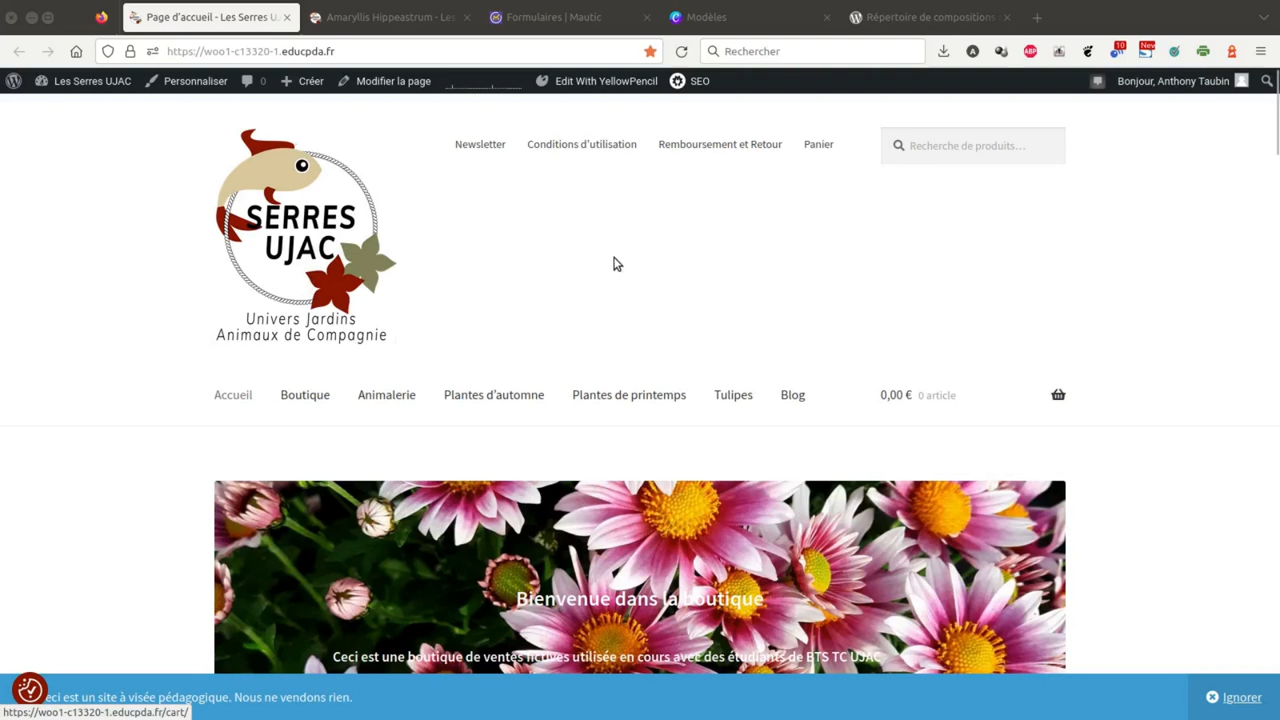 Page d'accueil - Les Serres U
Amaryllis Hippeastrum - Les
Formulaires | Mautic
Modèles
Répertoire de compositions
https://woo1-c13320-1.educpda.fr
Rechercher
10
New
ABP
Les Serres UJAC
Personnaliser
0
Créer
Modifier la page
Edit With YellowPencil
SEO
Bonjour, Anthony Taubin
Newsletter
Conditions d'utilisation
Remboursement et Retour
Panier
Recherche de produits…
SERRES
UJAC
Univers Jardins
Animaux de Compagnie
Accueil
Boutique
Animalerie
Plantes d'automne
Plantes de printemps
Tulipes
Blog
0,00 € 0 article
Bienvenue dans la boutique
Ceci est une boutique de ventes fictives utilisée en cours avec des étudiants de BTS TC UJAC
eci est un site à visée pédagogique. Nous ne vendons rien.
Ignorer
https://woo1-c13320-1.educpda.fr/cart/